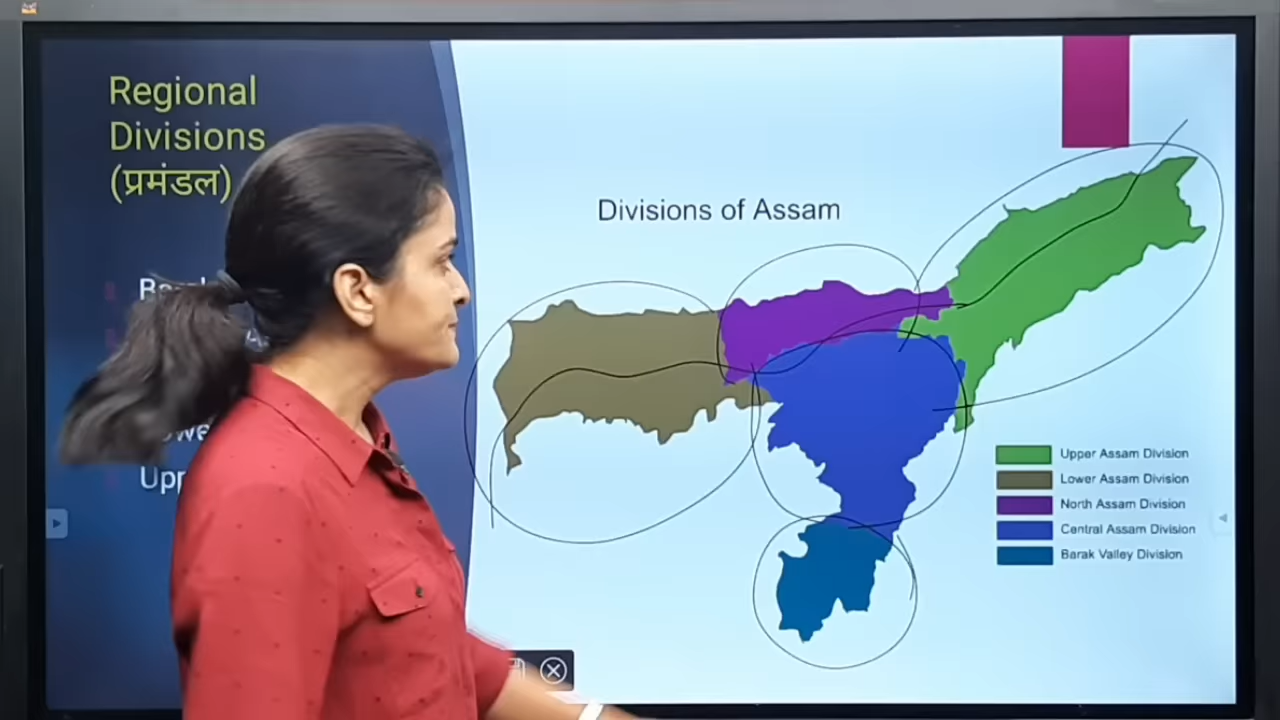 Regional
Divisions
(प्रमंडल)
Divisions of Assam
Upper Assam Division
Lower Assam Division
North Assam Division
Central Assam Division
Barak Valley Division